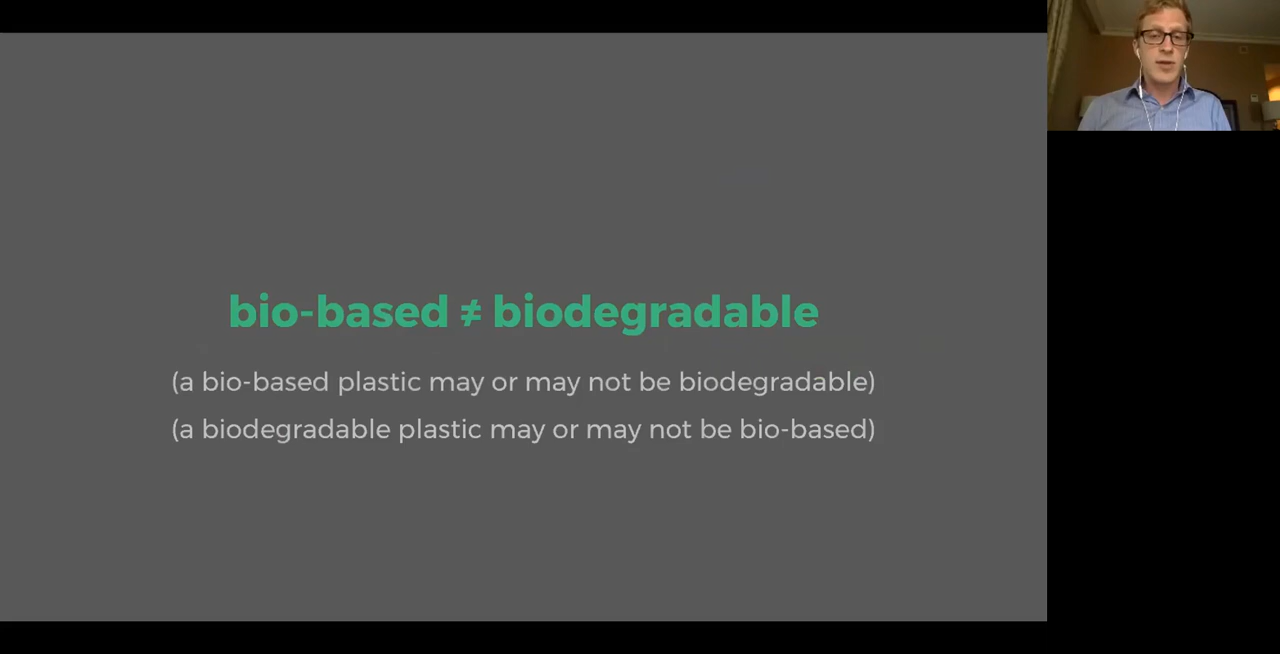 bio-based ≠ biodegradable
(a bio-based plastic may or may not be biodegradable)
(a biodegradable plastic may or may not be bio-based)